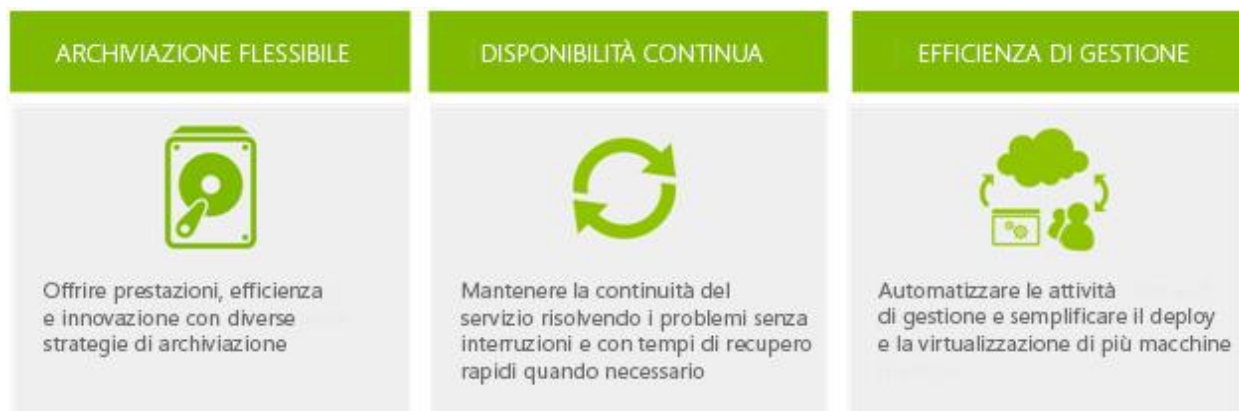 ARCHIVIAZIONE FLESSIBILE
Offrire prestazioni, efficienza
e innovazione con diverse
strategie di archiviazione
DISPONIBILITÀ CONTINUA
Mantenere la continuità del
servizio risolvendo i problemi senza
interruzioni e con tempi di recupero
rapidi quando necessario
EFFICIENZA DI GESTIONE
Automatizzare le attività
di gestione e semplificare il deploy
e la virtualizzazione di più macchine